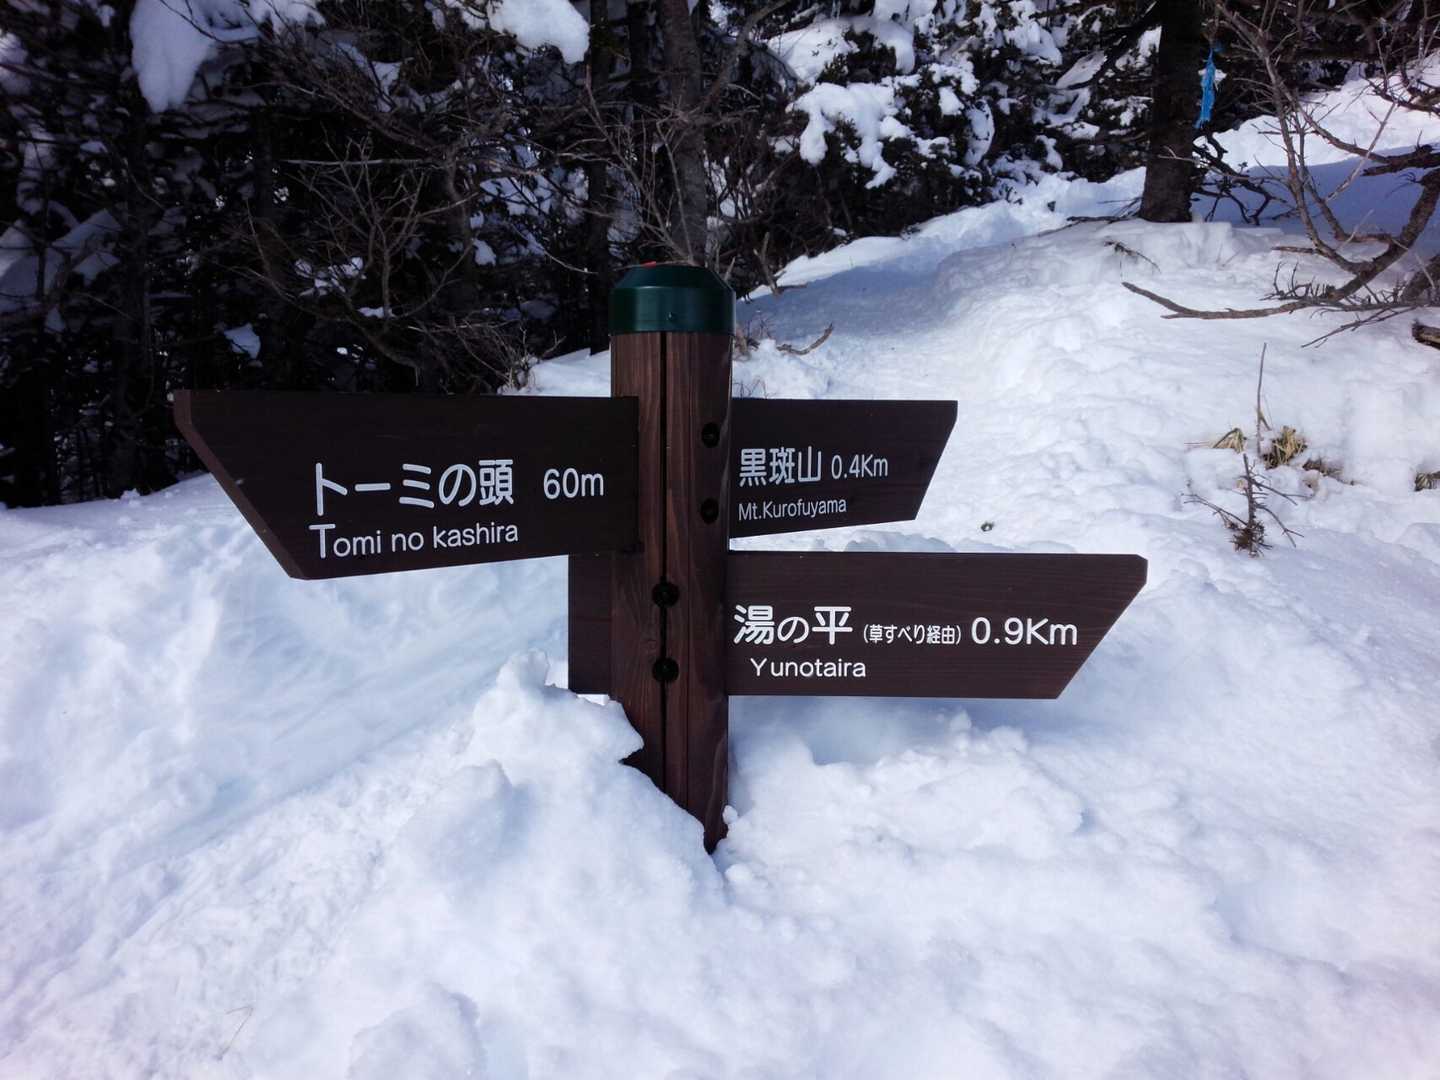 トーミの頭 60m
Tomi no kashira
黒斑山 0.4Km
Mt.Kurofuyama
湯の平 (草すべり経由) 0.9Km
Yunotaira